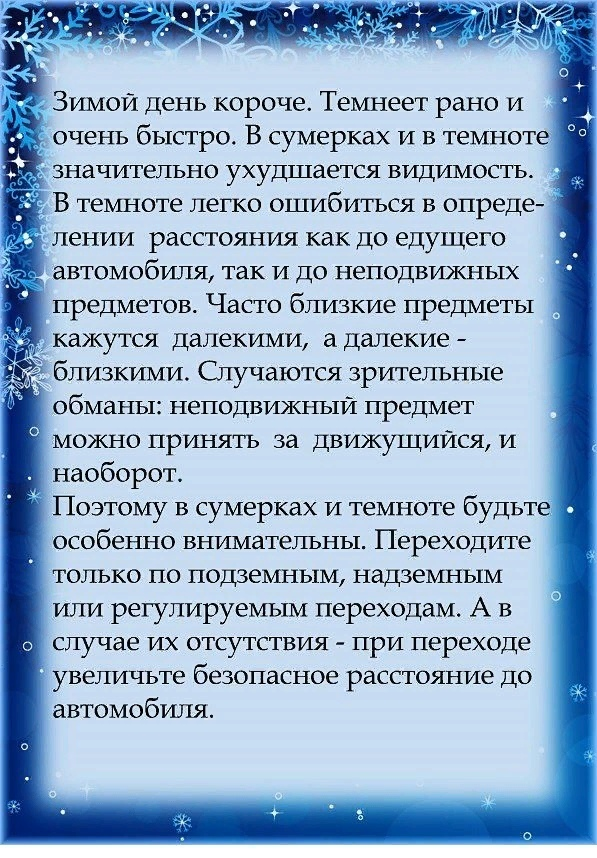 Зимой день короче. Темнеет рано и
очень быстро. В сумерках и в темноте
значительно ухудшается видимость.
В темноте легко ошибиться в опреде-
лении расстояния как до едущего
автомобиля, так и до неподвижных
предметов. Часто близкие предметы
кажутся далекими, а далекие -
близкими. Случаются зрительные
обманы: неподвижный предмет
можно принять за движущийся, и
наоборот.
Поэтому в сумерках и темноте будьте
особенно внимательны. Переходите
только по подземным, надземным
или регулируемым переходам. А в
случае их отсутствия - при переходе
увеличьте безопасное расстояние до
автомобиля.